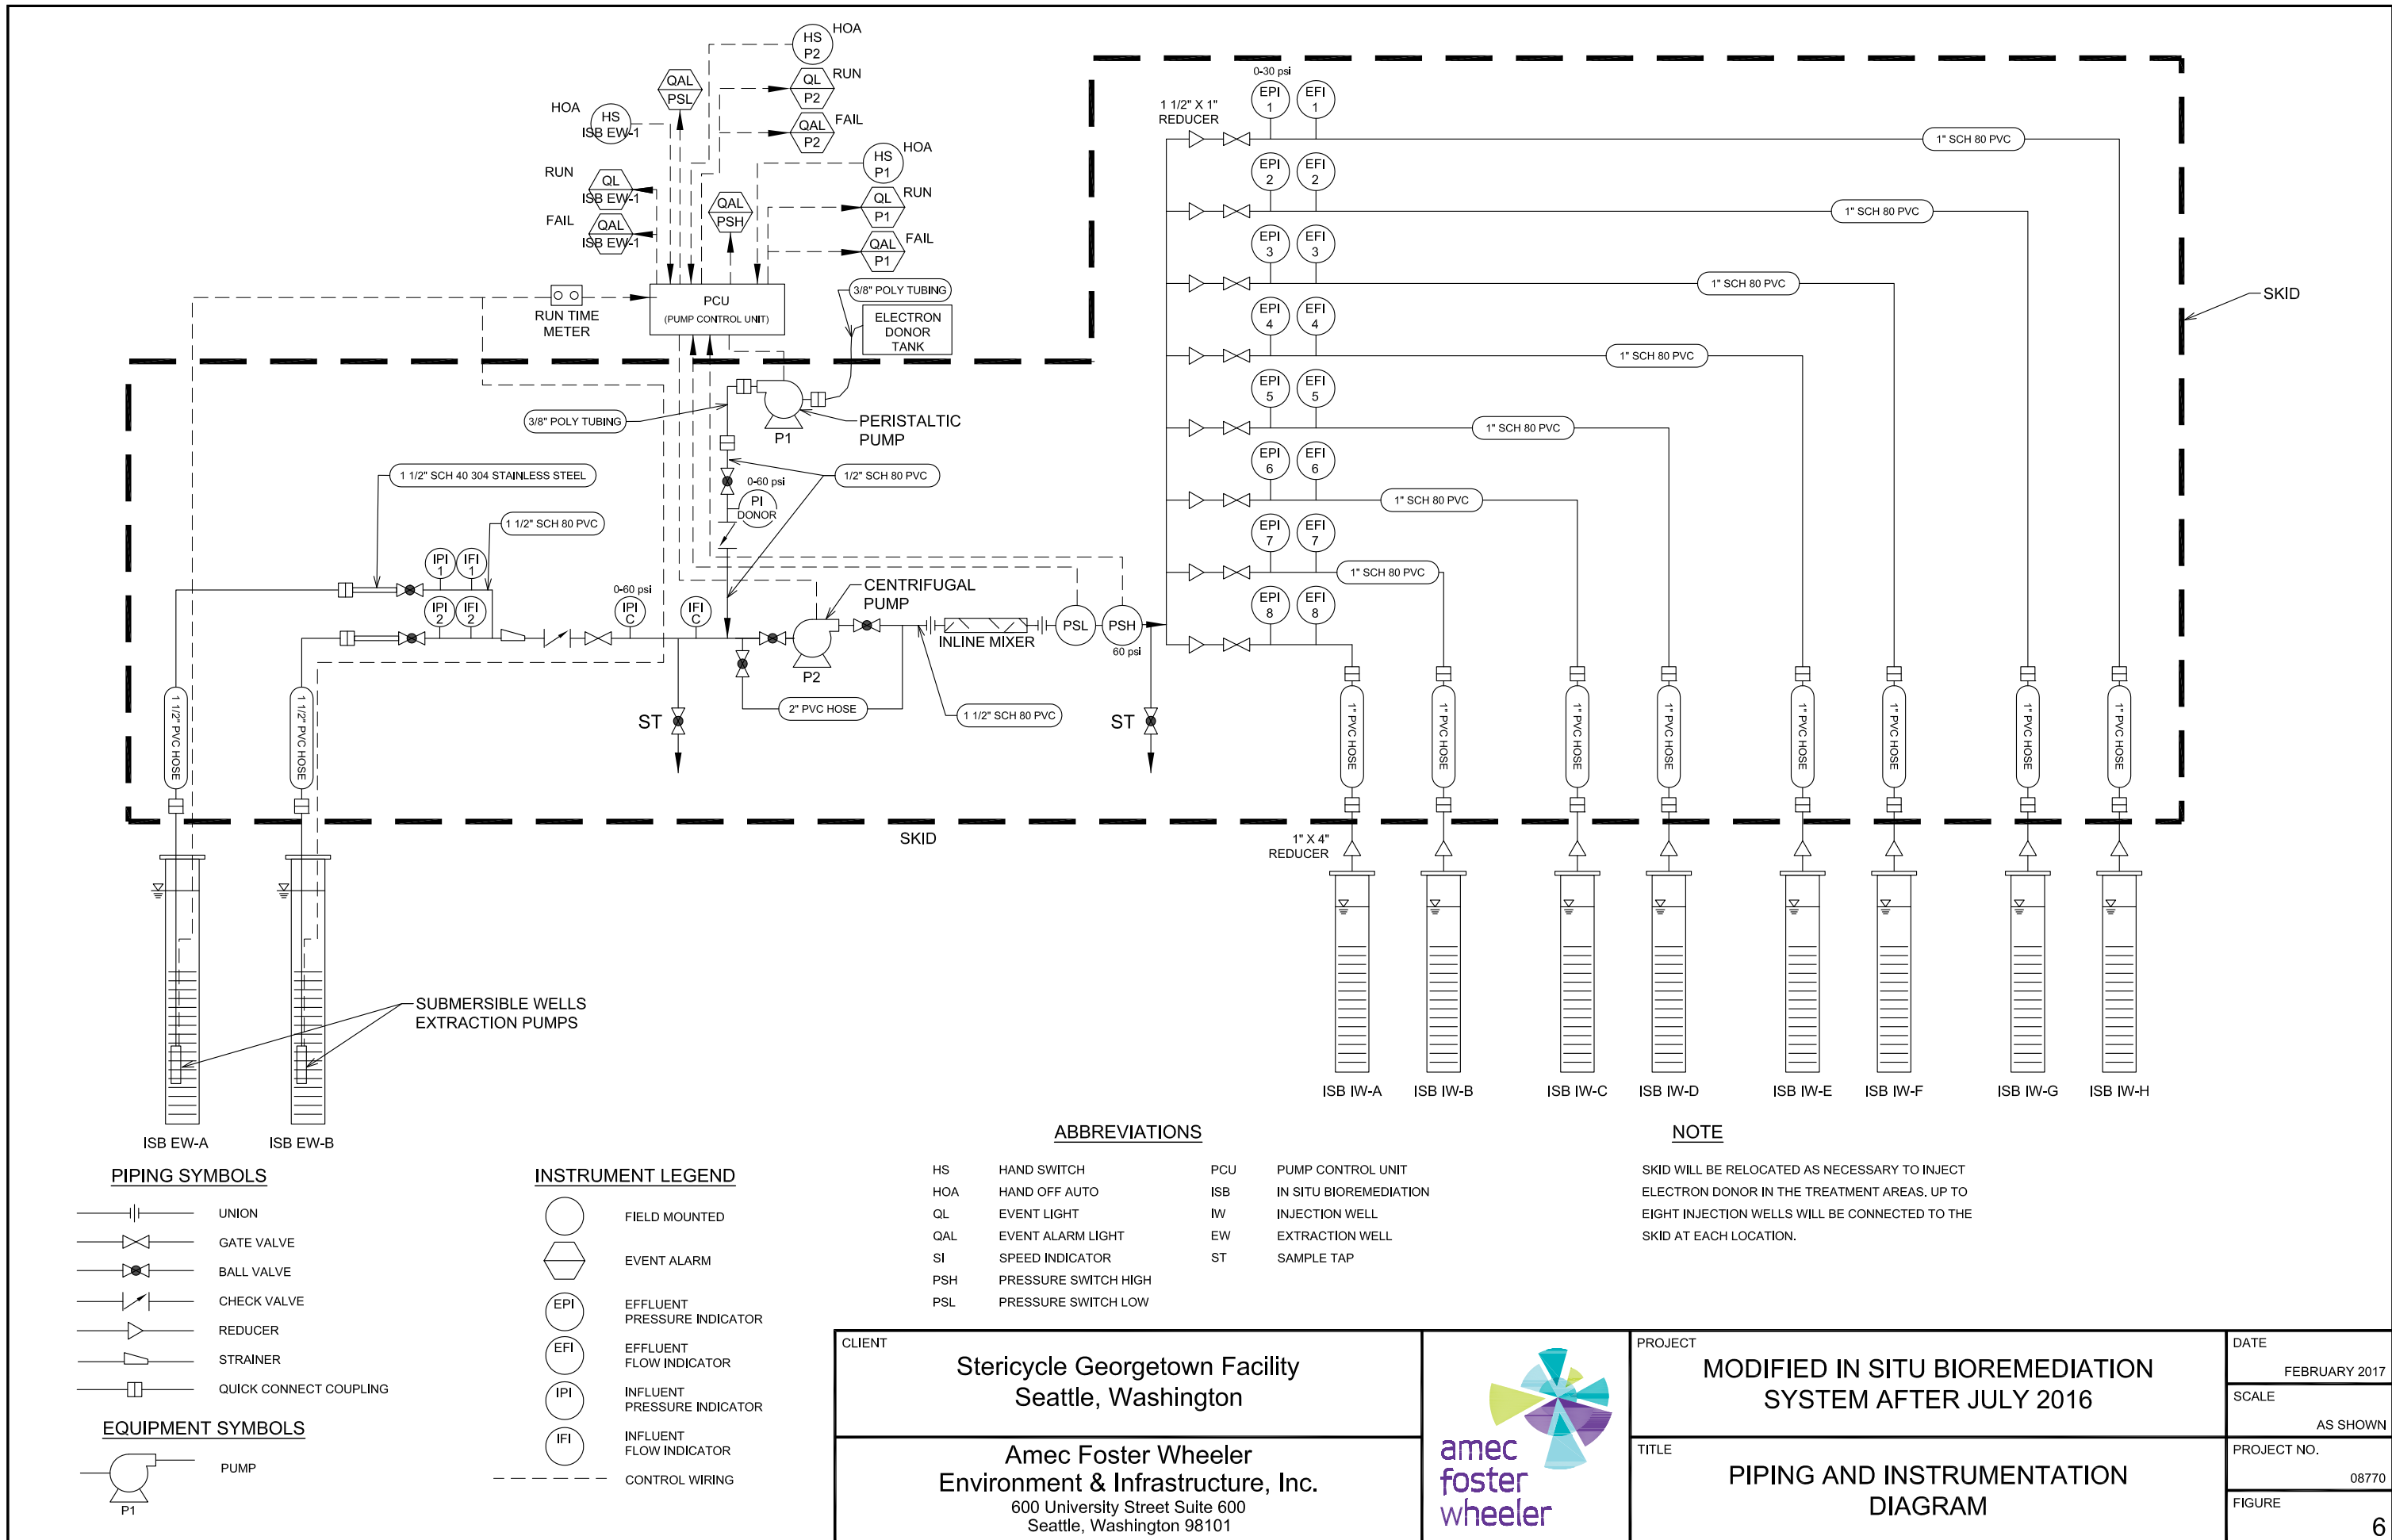 HS
P2
HOA
QAL
PSL
QL
P2
RUN
HOA
HS
ISB EW-1
QAL
P2
FAIL
HS
P1
HOA
RUN
QL
ISB EW-1
QAL
PSH
QL
P1
RUN
FAIL
QAL
ISB EW-1
QAL
P1
FAIL
RUN TIME
METER
PCU
(PUMP CONTROL UNIT)
3/8" POLY TUBING
ELECTRON
DONOR
TANK
3/8" POLY TUBING
P1
PERISTALTIC
PUMP
1 1/2" SCH 40 304 STAINLESS STEEL
1 1/2" SCH 80 PVC
0-60 psi
PI
DONOR
1/2" SCH 80 PVC
IPI
1
IFI
1
IPI
2
IFI
2
0-60 psi
IPI
C
IFI
C
CENTRIFUGAL
PUMP
P2
INLINE MIXER
PSL
PSH
60 psi
2" PVC HOSE
1 1/2" SCH 80 PVC
ST
ST
1 1/2" PVC HOSE
1 1/2" PVC HOSE
1 1/2" X 1"
REDUCER
0-30 psi
EPI
1
EFI
1
1" SCH 80 PVC
EPI
2
EFI
2
1" SCH 80 PVC
EPI
3
EFI
3
1" SCH 80 PVC
EPI
4
EFI
4
1" SCH 80 PVC
EPI
5
EFI
5
1" SCH 80 PVC
EPI
6
EFI
6
1" SCH 80 PVC
EPI
7
EFI
7
1" SCH 80 PVC
EPI
8
EFI
8
SKID
1" PVC HOSE
1" PVC HOSE
1" PVC HOSE
1" PVC HOSE
1" PVC HOSE
1" PVC HOSE
1" PVC HOSE
1" PVC HOSE
SKID
1" X 4"
REDUCER
SUBMERSIBLE WELLS
EXTRACTION PUMPS
ISB EW-A
ISB EW-B
ISB IW-A
ISB IW-B
ISB IW-C
ISB IW-D
ISB IW-E
ISB IW-F
ISB IW-G
ISB IW-H
PIPING SYMBOLS
UNION
GATE VALVE
BALL VALVE
CHECK VALVE
REDUCER
STRAINER
QUICK CONNECT COUPLING
EQUIPMENT SYMBOLS
PUMP
P1
INSTRUMENT LEGEND
FIELD MOUNTED
EVENT ALARM
EPI
EFFLUENT
PRESSURE INDICATOR
EFI
EFFLUENT
FLOW INDICATOR
IPI
INFLUENT
PRESSURE INDICATOR
IFI
INFLUENT
FLOW INDICATOR
CONTROL WIRING
ABBREVIATIONS
HS HAND SWITCH
HOA HAND OFF AUTO
QL EVENT LIGHT
QAL EVENT ALARM LIGHT
SI SPEED INDICATOR
PSH PRESSURE SWITCH HIGH
PSL PRESSURE SWITCH LOW
PCU PUMP CONTROL UNIT
ISB IN SITU BIOREMEDIATION
IW INJECTION WELL
EW EXTRACTION WELL
ST SAMPLE TAP
NOTE
SKID WILL BE RELOCATED AS NECESSARY TO INJECT
ELECTRON DONOR IN THE TREATMENT AREAS. UP TO
EIGHT INJECTION WELLS WILL BE CONNECTED TO THE
SKID AT EACH LOCATION.
CLIENT
Stericycle Georgetown Facility
Seattle, Washington
Amec Foster Wheeler
Environment & Infrastructure, Inc.
600 University Street Suite 600
Seattle, Washington 98101
amec
foster
wheeler
PROJECT
MODIFIED IN SITU BIOREMEDIATION
SYSTEM AFTER JULY 2016
TITLE
PIPING AND INSTRUMENTATION
DIAGRAM
DATE
FEBRUARY 2017
SCALE
AS SHOWN
PROJECT NO.
08770
FIGURE
6